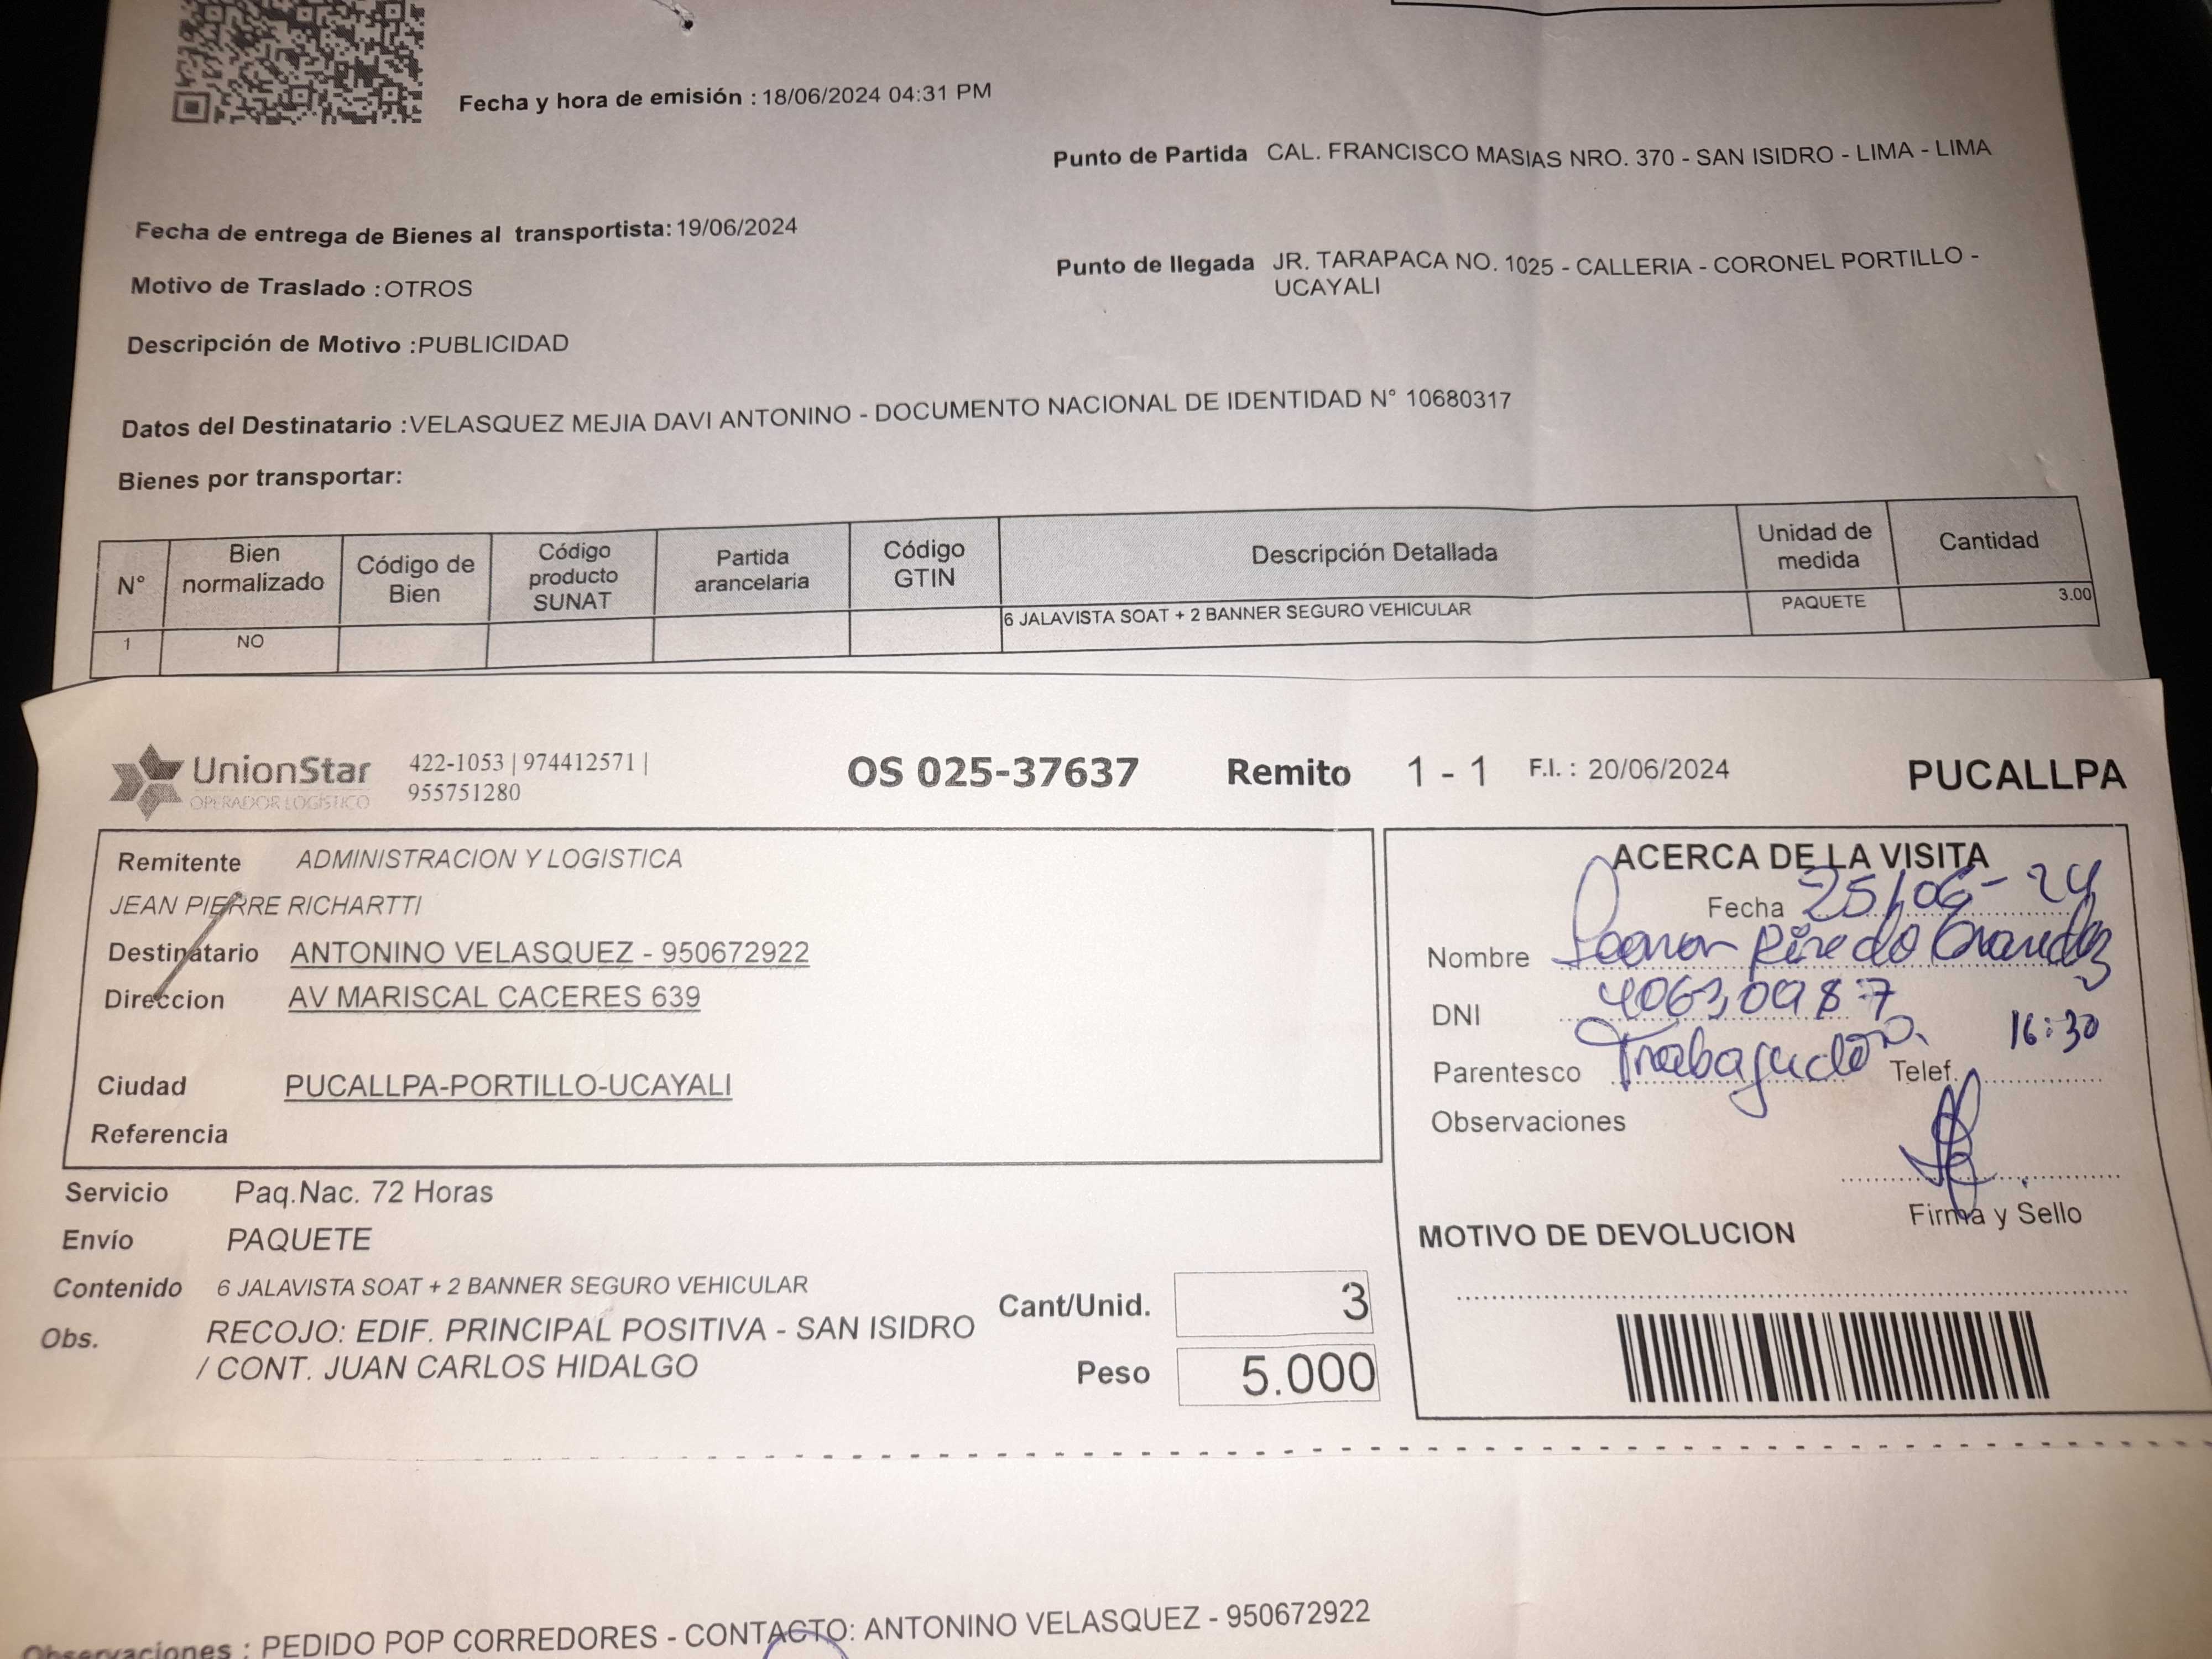 Fecha y hora de emisión : 18/06/2024 04:31 PM
Punto de Partida CAL. FRANCISCO MASIAS NRO. 370 - SAN ISIDRO - LIMA - LIMA
Fecha de entrega de Bienes al transportista: 19/06/2024
Punto de llegada JR. TARAPACA NO. 1025 - CALLERIA - CORONEL PORTILLO -
UCAYALI
Motivo de Traslado : OTROS
Descripción de Motivo : PUBLICIDAD
Datos del Destinatario : VELASQUEZ MEJIA DAVI ANTONINO - DOCUMENTO NACIONAL DE IDENTIDAD N° 10680317
Bienes por transportar:
N° Bien normalizado Código de Bien Código producto SUNAT Partida arancelaria Código GTIN Descripción Detallada Unidad de medida Cantidad
1 NO 6 JALAVISTA SOAT + 2 BANNER SEGURO VEHICULAR PAQUETE 3.00
UnionStar
OPERADOR LOGÍSTICO
422-1053 | 974412571 |
955751280
OS 025-37637 Remito 1 - 1 F.I. : 20/06/2024 PUCALLPA
Remitente ADMINISTRACION Y LOGISTICA
JEAN PIERRE RICHARTTI
Destinatario ANTONINO VELASQUEZ - 950672922
Direccion AV MARISCAL CACERES 639
Ciudad PUCALLPA-PORTILLO-UCAYALI
Referencia
Servicio Paq.Nac. 72 Horas
Envío PAQUETE
Contenido 6 JALAVISTA SOAT + 2 BANNER SEGURO VEHICULAR
Obs. RECOJO: EDIF. PRINCIPAL POSITIVA - SAN ISIDRO
/ CONT. JUAN CARLOS HIDALGO
Cant/Unid. 3
Peso 5.000
ACERCA DE LA VISITA
Fecha 25/06-24
Nombre
DNI 40630987
16:30
Parentesco Trabajador Telef.
Observaciones
Firma y Sello
MOTIVO DE DEVOLUCION
Observaciones : PEDIDO POP CORREDORES - CONTACTO: ANTONINO VELASQUEZ - 950672922